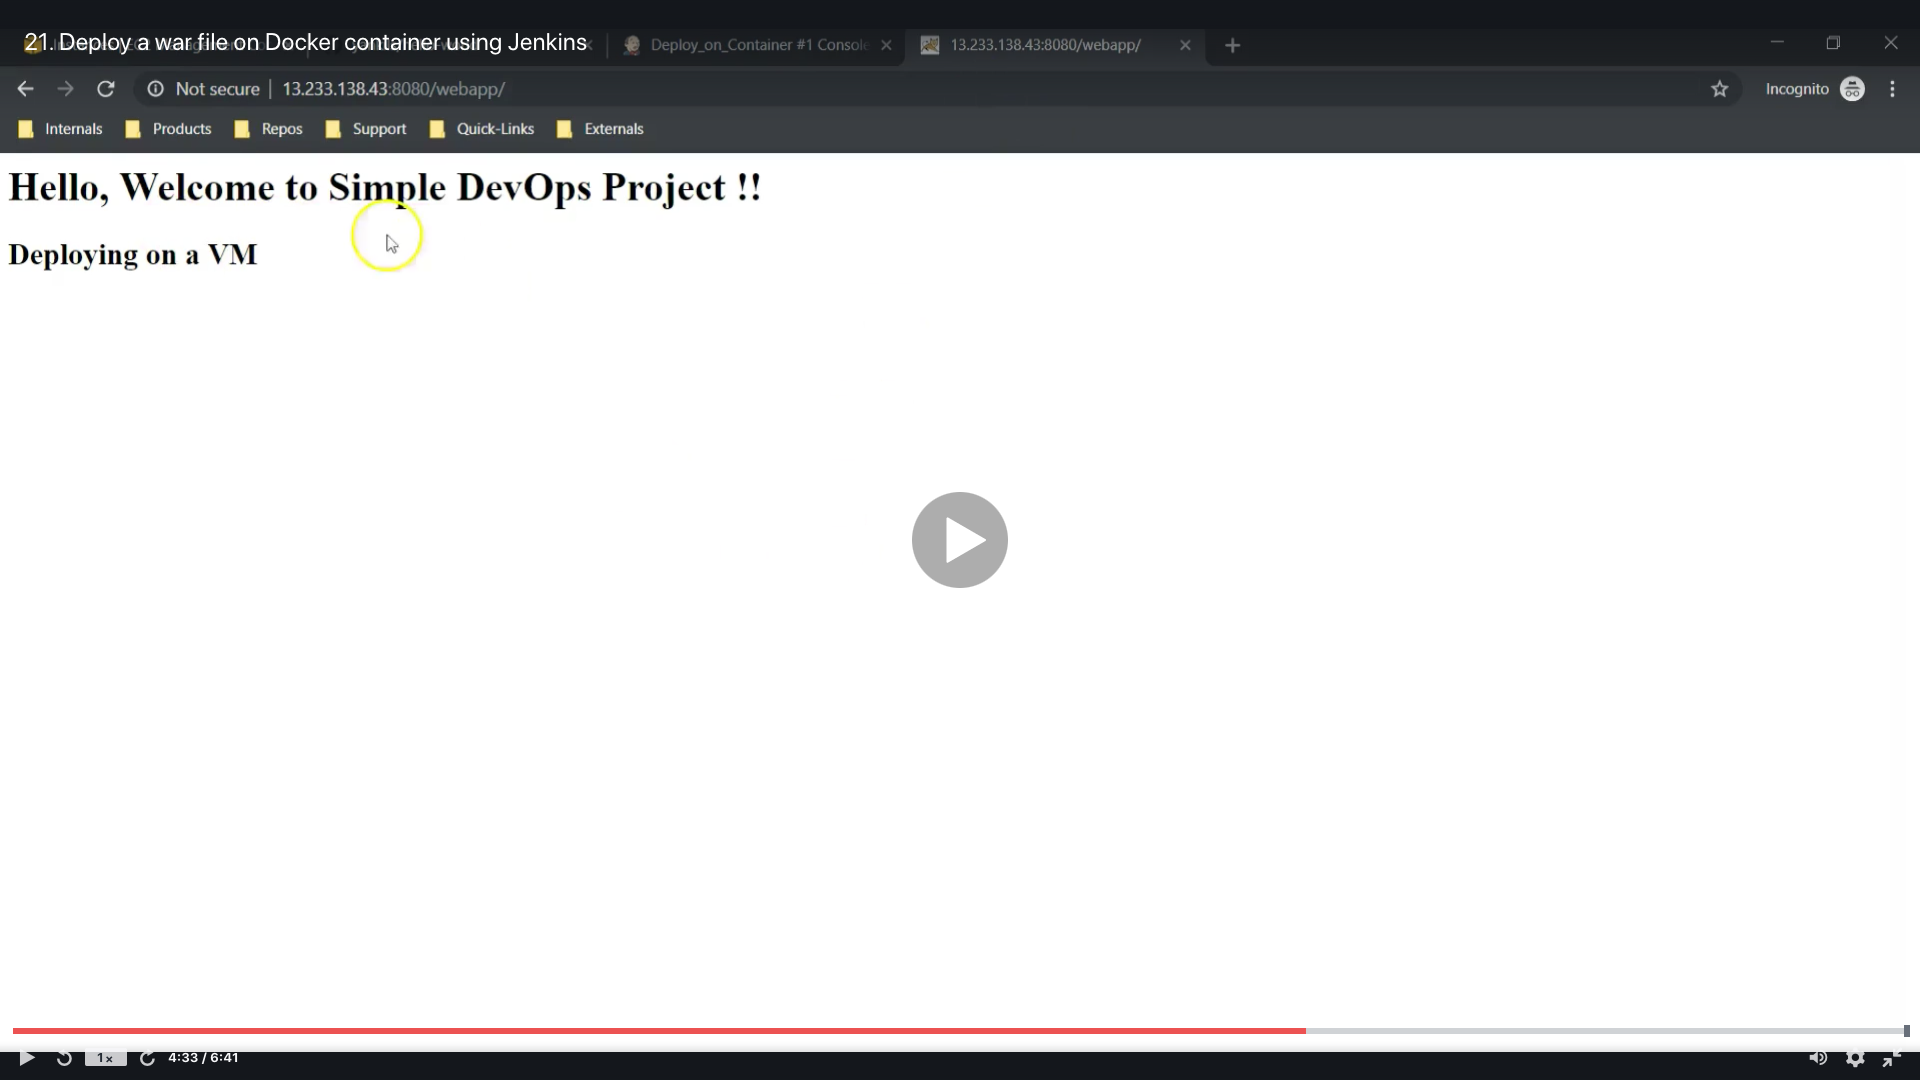 21. Deploy a war file on Docker container using Jenkins
Deploy_on_Container #1 Console
13.233.138.43:8080/webapp/
Not secure | 13.233.138.43:8080/webapp/
Incognito
Internals Products Repos Support Quick-Links Externals
Hello, Welcome to Simple DevOps Project !!
Deploying on a VM
1x 4:33 / 6:41